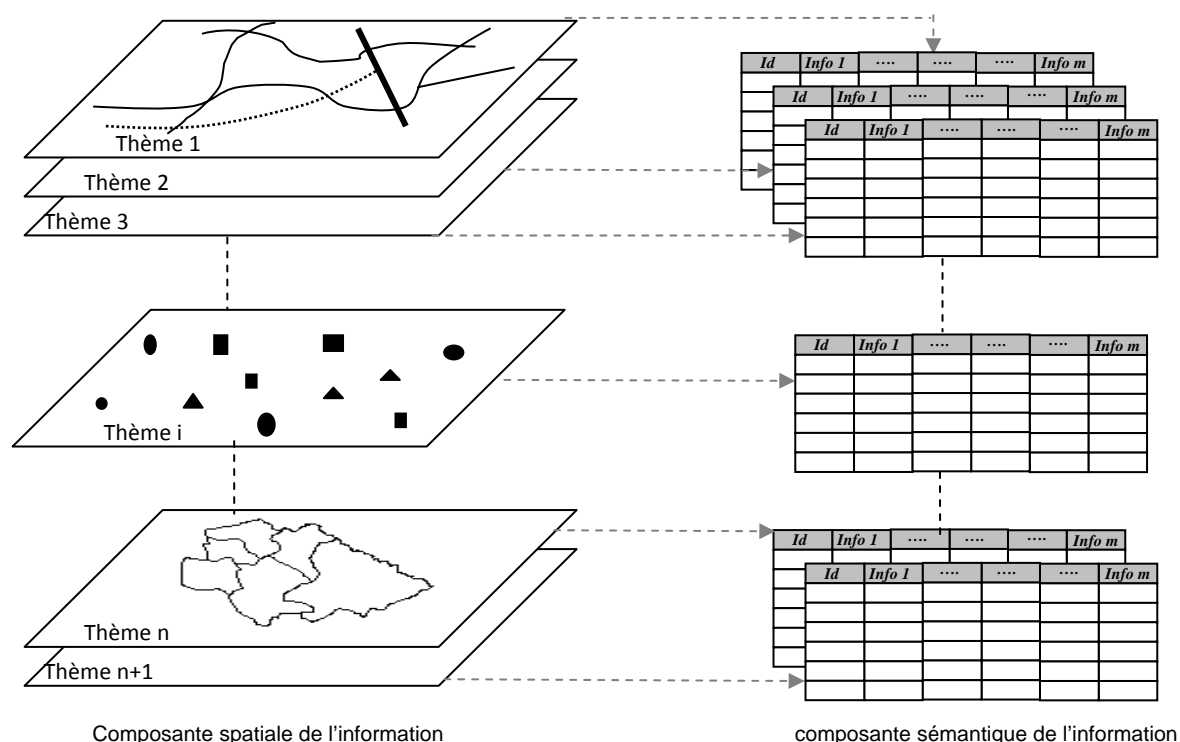 Id Info 1 .... .... .... Info m
Id Info 1 .... .... .... Info m
Id Info 1 .... .... .... Info m
Thème 1
Thème 2
Thème 3
Id Info 1 .... .... .... Info m
Thème i
Id Info 1 .... .... .... Info m
Id Info 1 .... .... .... Info m
Thème n
Thème n+1
Composante spatiale de l’information
composante sémantique de l’information